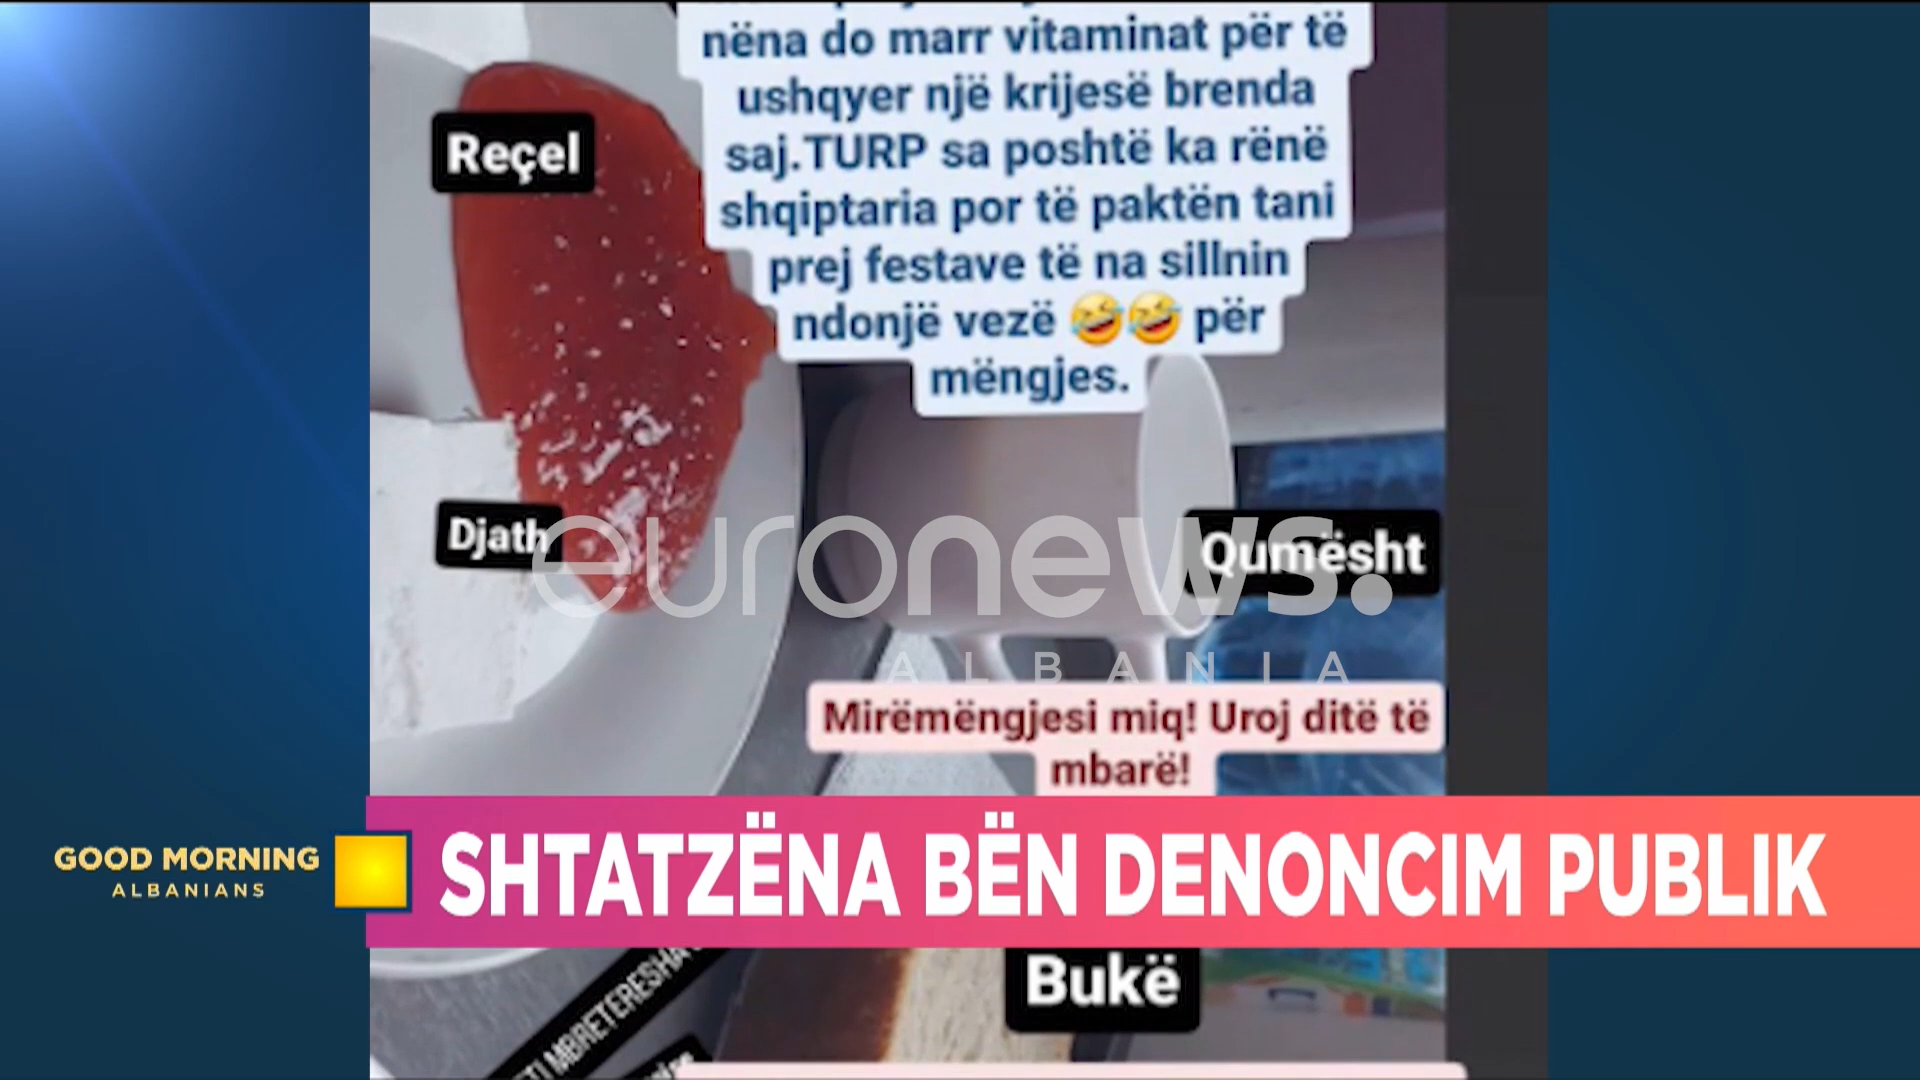 nëna do marr vitaminat për të
ushqyer një krijesë brenda
saj.TURP sa poshtë ka rënë
shqiptaria por të paktën tani
prej festave të na sillnin
ndonjë vezë 🤣🤣 për
mëngjes.
Reçel
Djath
Qumësht
euronews.
ALBANIA
Mirëmëngjesi miq! Uroj ditë të
mbarë!
GOOD MORNING
ALBANIANS
SHTATZËNA BËN DENONCIM PUBLIK
Bukë
MBRETERESHA